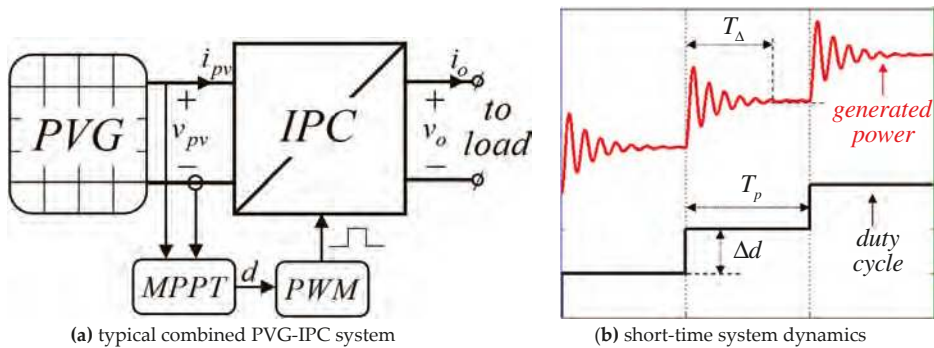 PVG
i_pv
+
v_pv
−
IPC
i_o
+
v_o
−
to
load
MPPT
d
PWM
(a) typical combined PVG-IPC system
T_Δ
generated
power
T_p
Δd
duty
cycle
(b) short-time system dynamics